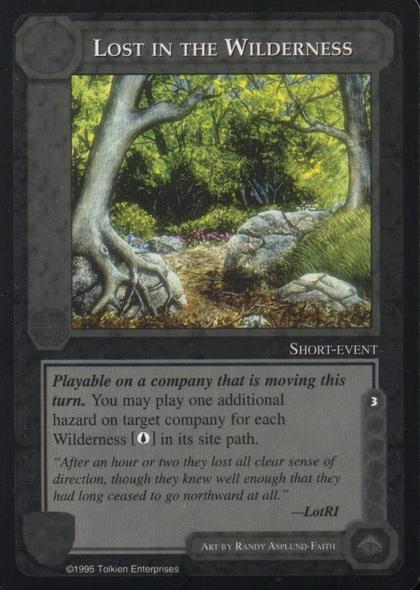 LOST IN THE WILDERNESS
SHORT-EVENT
Playable on a company that is moving this
turn. You may play one additional
hazard on target company for each
Wilderness [] in its site path.
3
“After an hour or two they lost all clear sense of
direction, though they knew well enough that they
had long ceased to go northward at all.”
—LotRI
ART BY RANDY ASPLUND-FAITH
©1995 Tolkien Enterprises